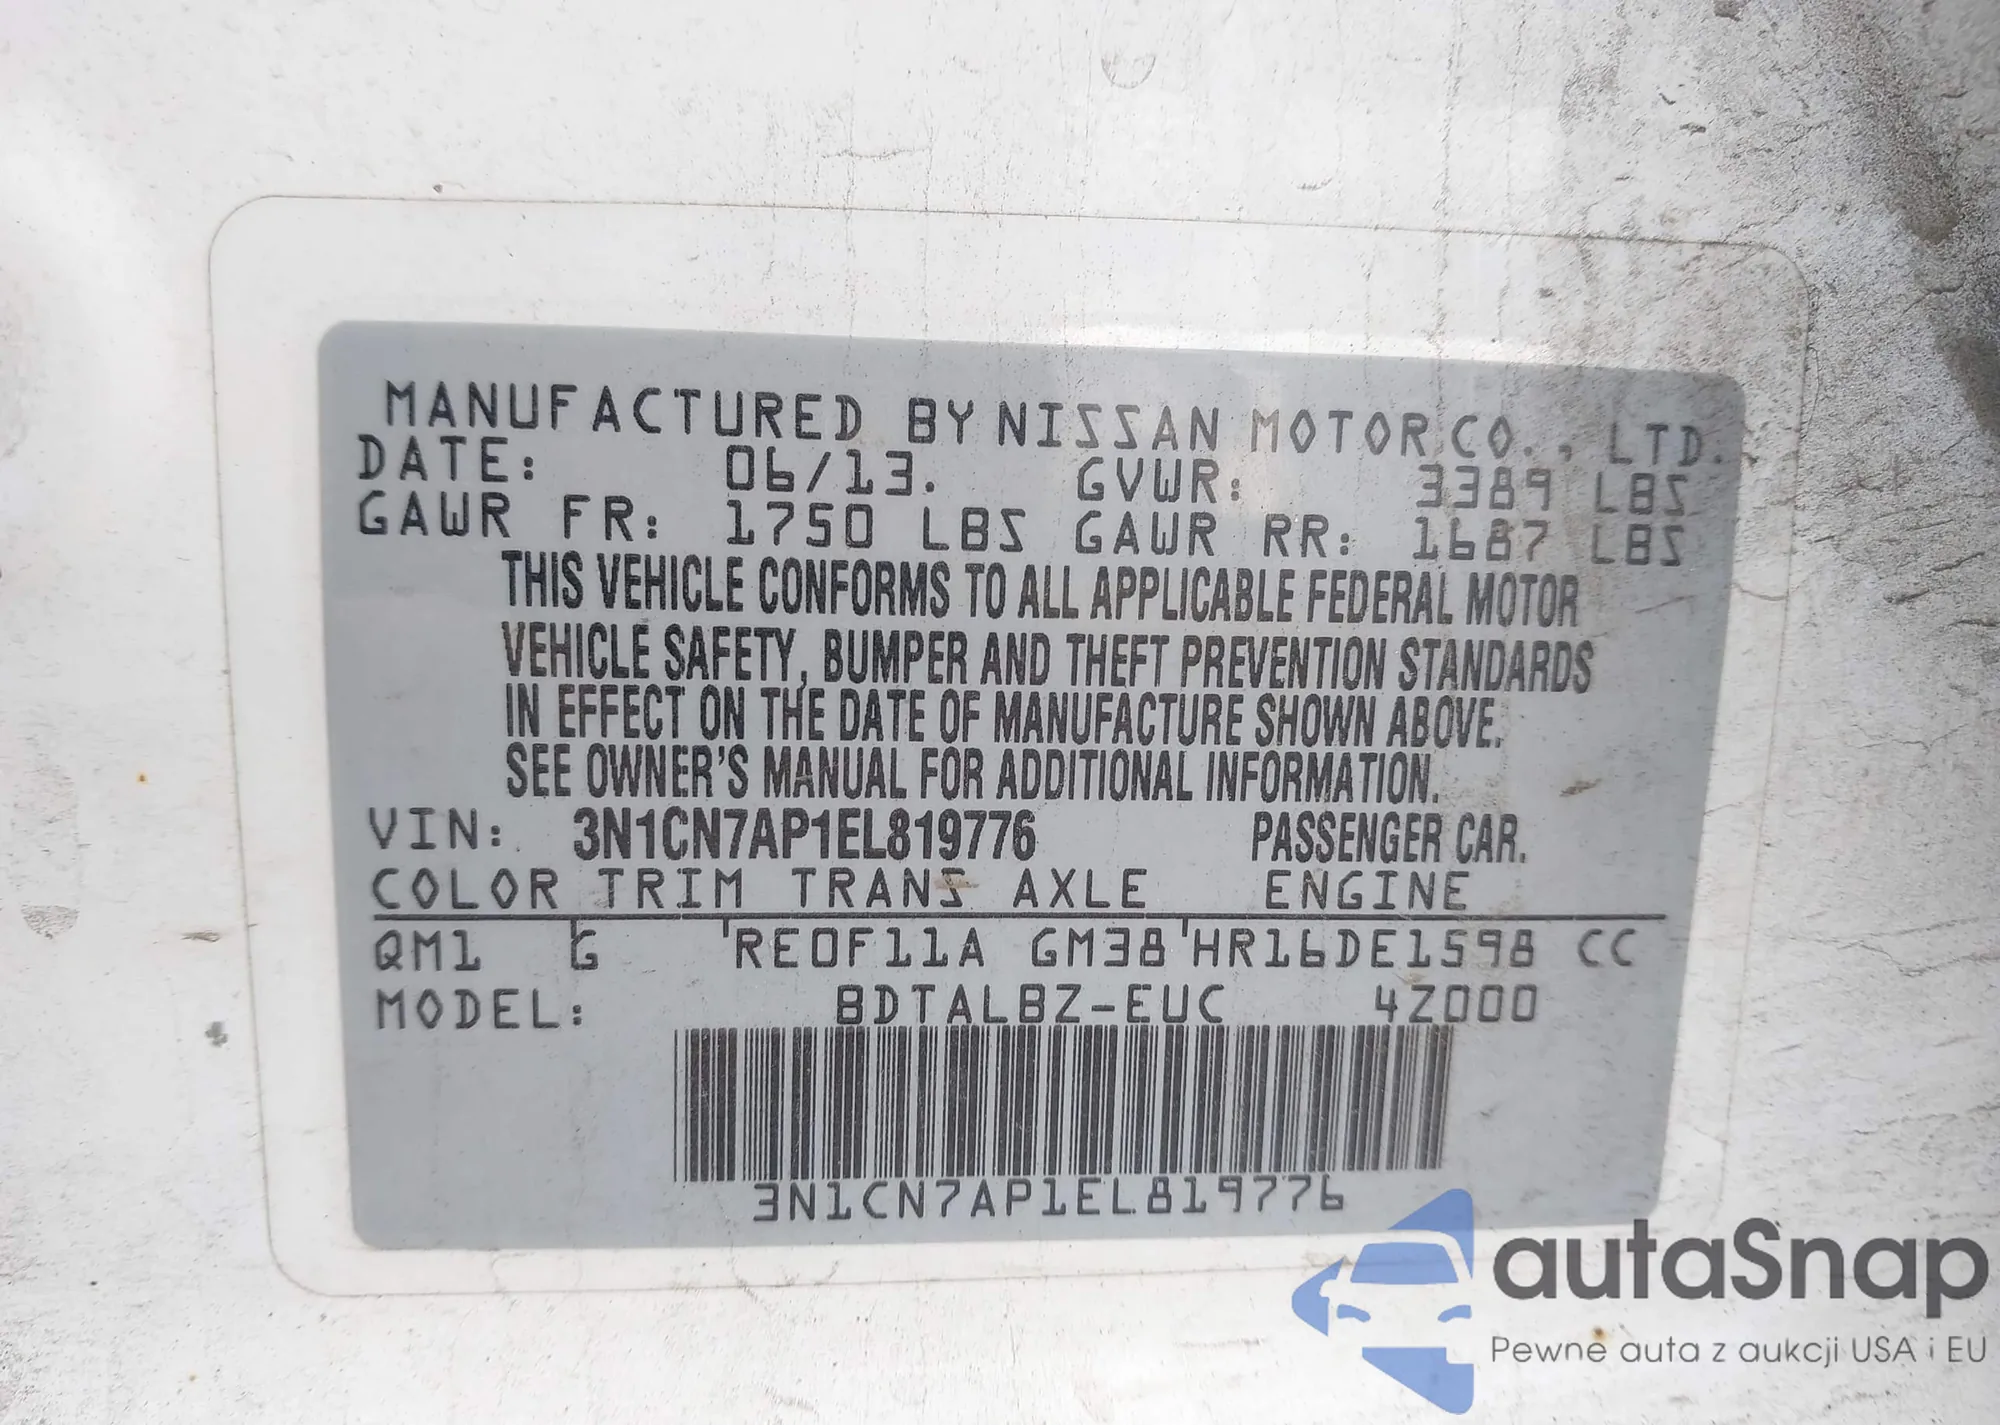 MANUFACTURED BY NISSAN MOTOR CO., LTD.
DATE: 06/13. GVWR: 3389 LBS
GAWR FR: 1750 LBS GAWR RR: 1687 LBS
THIS VEHICLE CONFORMS TO ALL APPLICABLE FEDERAL MOTOR
VEHICLE SAFETY, BUMPER AND THEFT PREVENTION STANDARDS
IN EFFECT ON THE DATE OF MANUFACTURE SHOWN ABOVE.
SEE OWNER'S MANUAL FOR ADDITIONAL INFORMATION.
VIN: 3N1CN7AP1EL819776 PASSENGER CAR.
COLOR TRIM TRANS AXLE ENGINE
QM1 G RE0F11A GM38 HR16DE1598 CC
MODEL: BDTALBZ-EUC 4Z000
3N1CN7AP1EL819776
autaSnap
Pewne auta z aukcji USA i EU